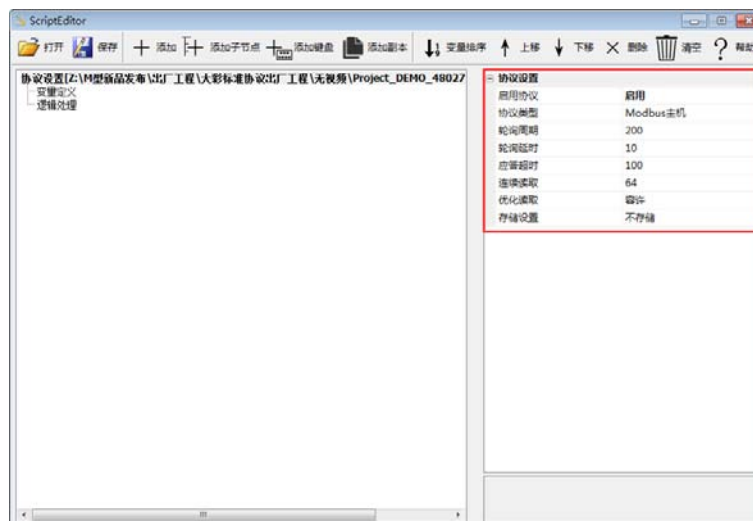 ScriptEditor
打开 保存 添加 添加子节点 添加键盘 添加副本 变量排序 上移 下移 删除 清空 帮助
协议设置[Z:\M型新品发布\出厂工程\大彩标准协议出厂工程\无视频\Project_DEMO_48027
变量定义
逻辑处理
协议设置
启用协议 启用
协议类型 Modbus主机
轮询周期 200
轮询延时 10
应答超时 100
连续读取 64
优化读取 容许
存储设置 不存储